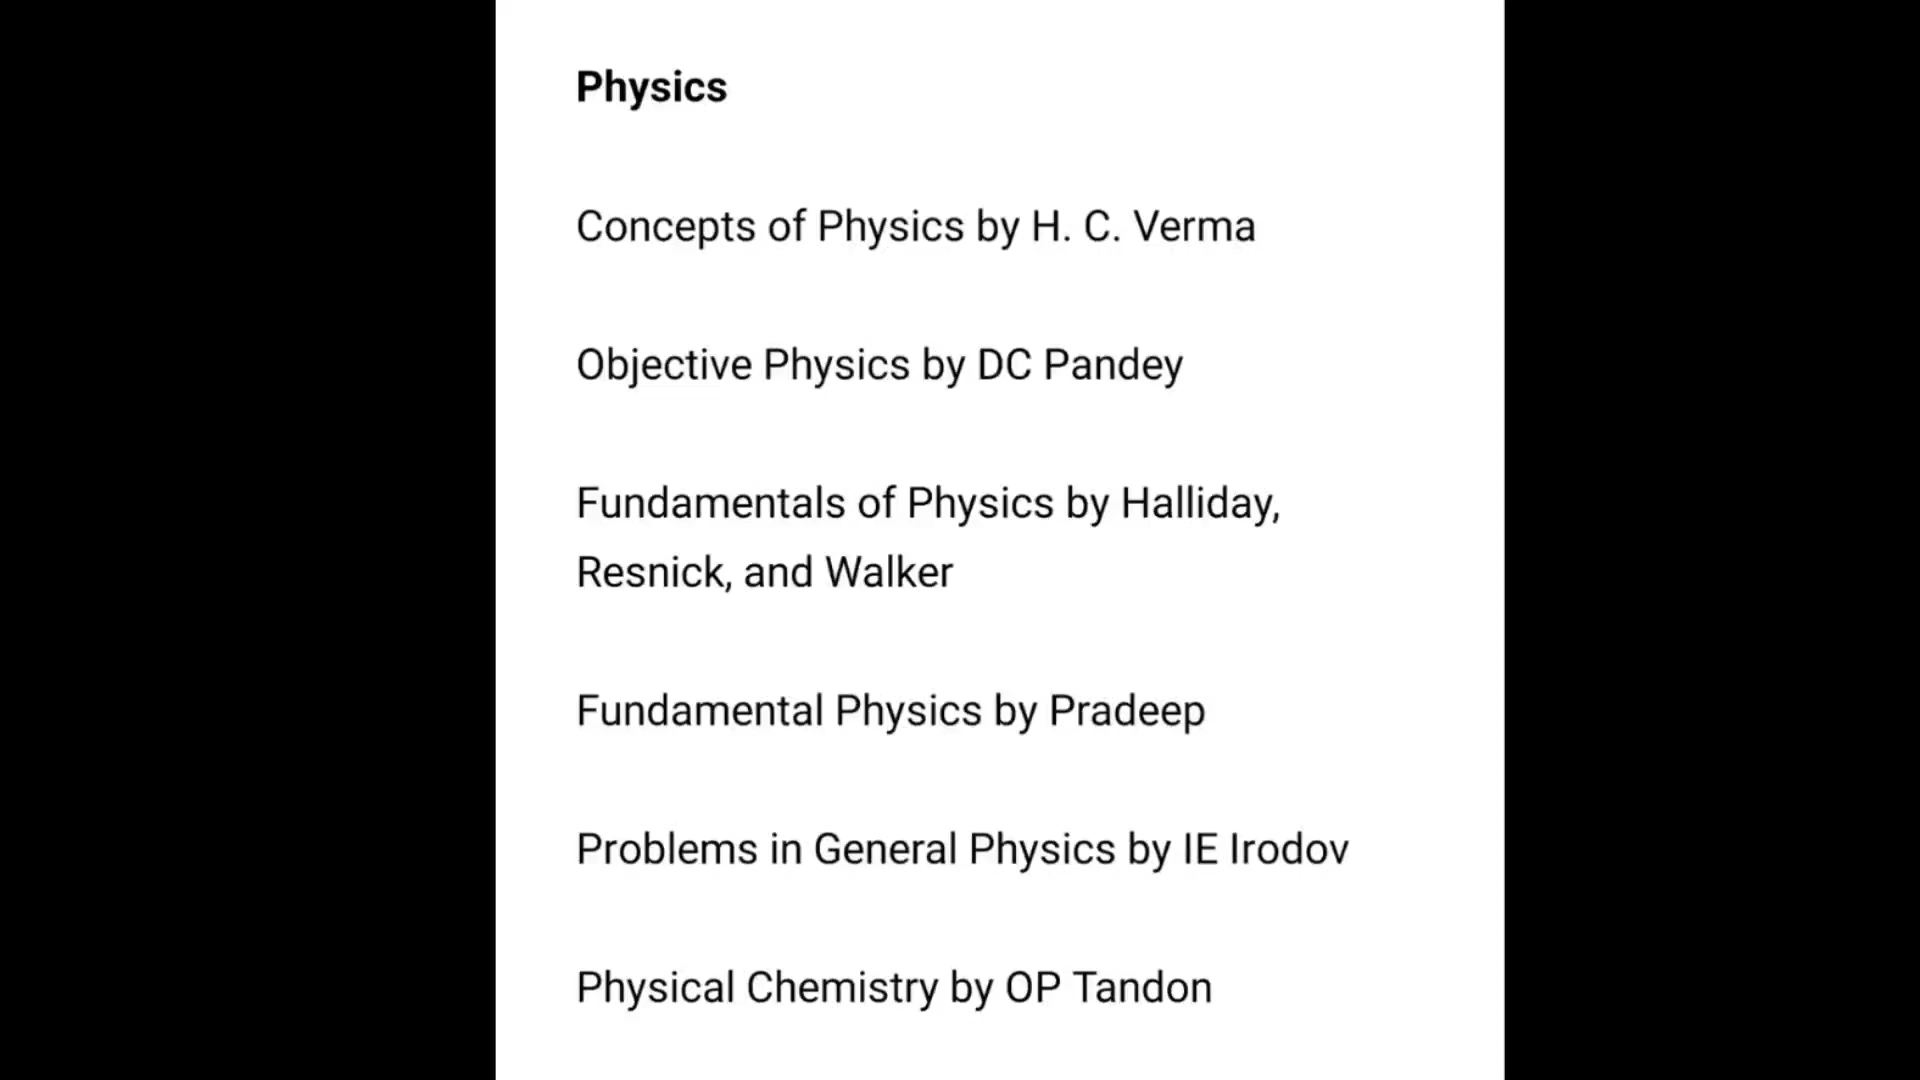 Physics
Concepts of Physics by H. C. Verma
Objective Physics by DC Pandey
Fundamentals of Physics by Halliday,
Resnick, and Walker
Fundamental Physics by Pradeep
Problems in General Physics by IE Irodov
Physical Chemistry by OP Tandon